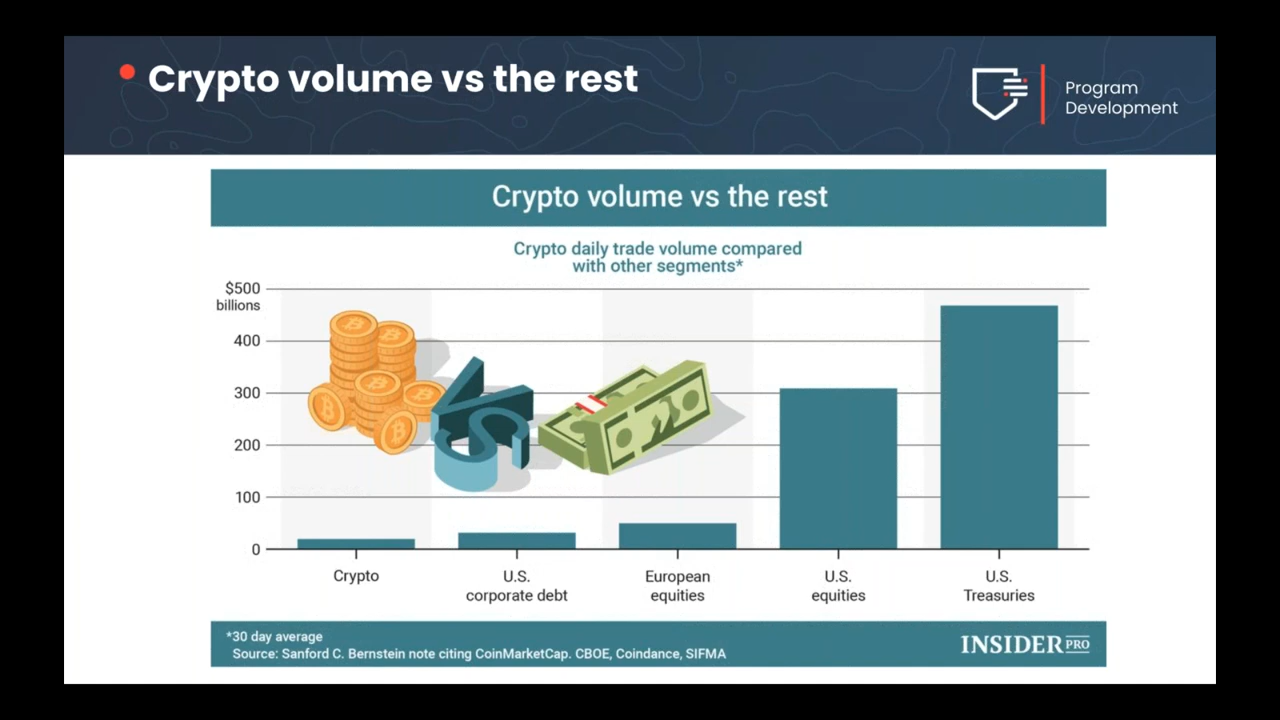 Crypto volume vs the rest
Program
Development
Crypto volume vs the rest
Crypto daily trade volume compared
with other segments*
$500
billions
400
300
200
100
0
Crypto
U.S.
corporate debt
European
equities
U.S.
equities
U.S.
Treasuries
*30 day average
Source: Sanford C. Bernstein note citing CoinMarketCap. CBOE, Coindance, SIFMA
INSIDER PRO